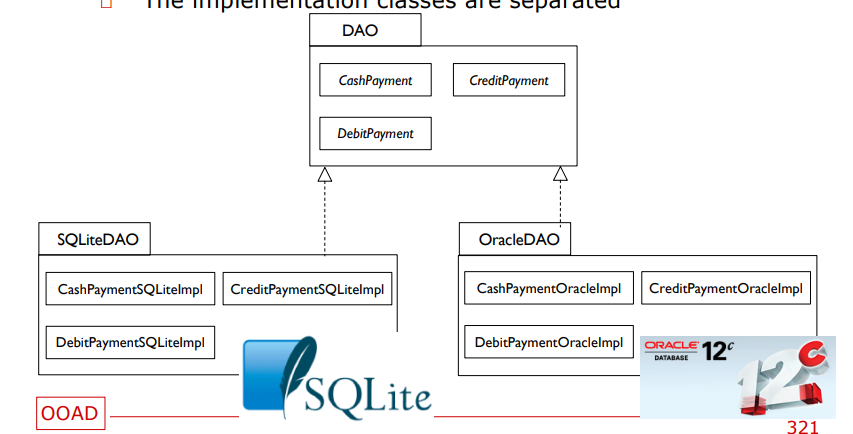 The implementation classes are separated
DAO
CashPayment
CreditPayment
DebitPayment
SQLiteDAO
OracleDAO
CashPaymentSQLiteImpl
CreditPaymentSQLiteImpl
CashPaymentOracleImpl
CreditPaymentOracleImpl
DebitPaymentSQLiteImpl
DebitPaymentOracleImpl
SQLite
ORACLE
DATABASE
12c
12c
OOAD
321